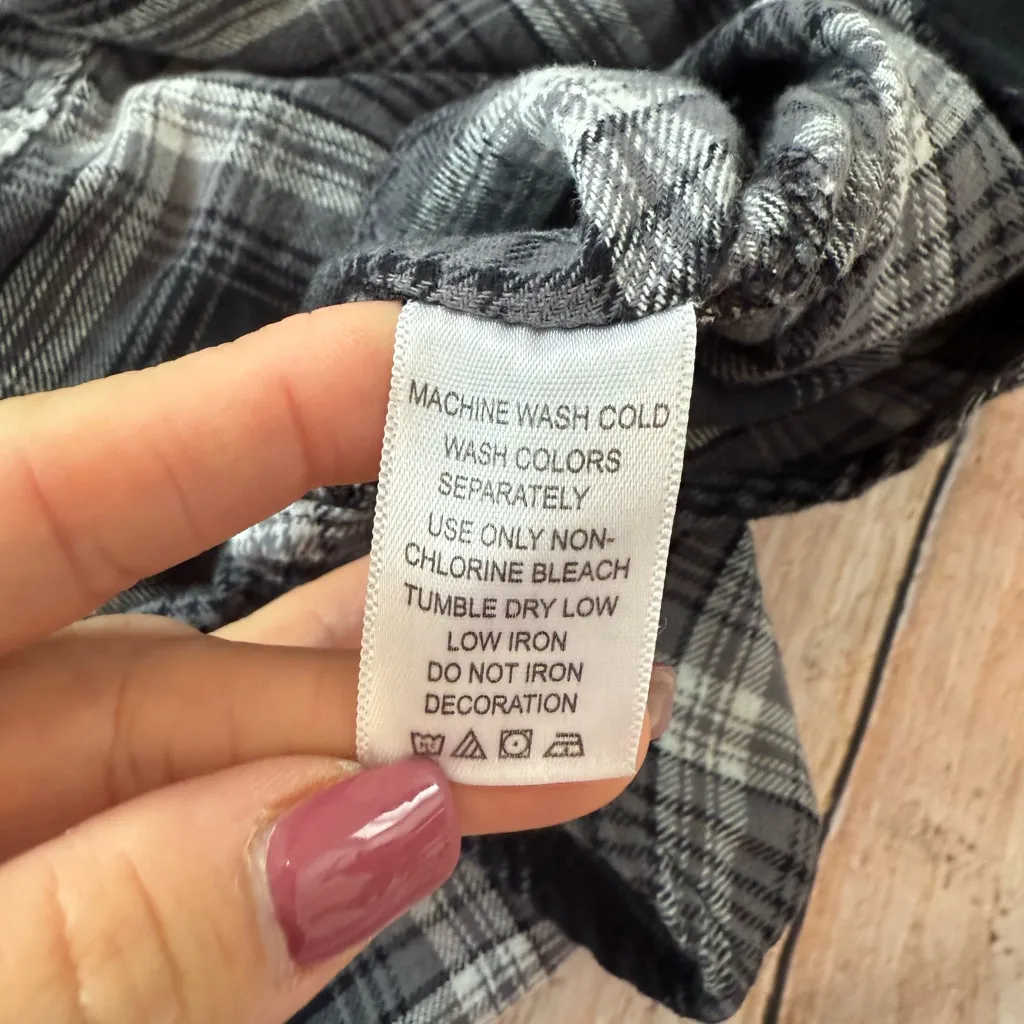 MACHINE WASH COLD
WASH COLORS
SEPARATELY
USE ONLY NON-
CHLORINE BLEACH
TUMBLE DRY LOW
LOW IRON
DO NOT IRON
DECORATION